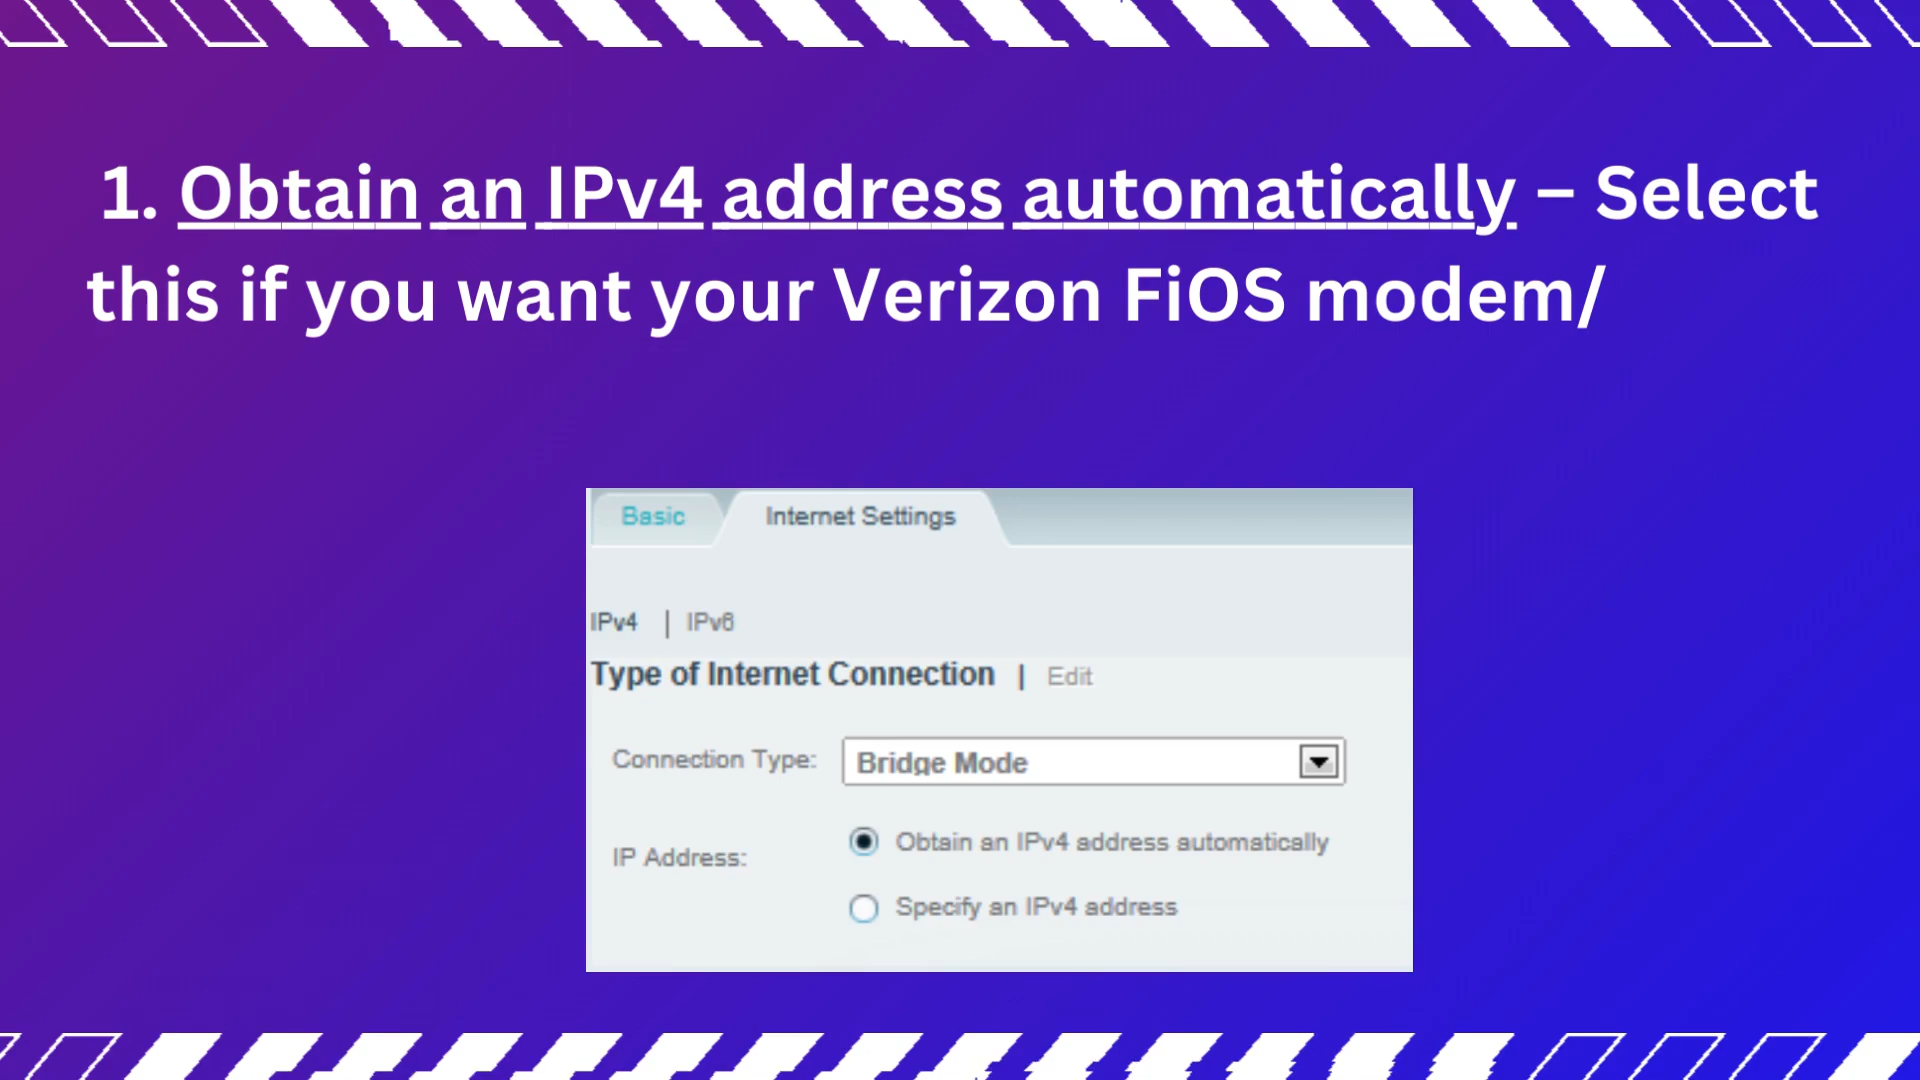 1. Obtain an IPv4 address automatically – Select
this if you want your Verizon FiOS modem/
Basic
Internet Settings
IPv4 | IPv6
Type of Internet Connection | Edit
Connection Type: Bridge Mode
IP Address:
Obtain an IPv4 address automatically
Specify an IPv4 address